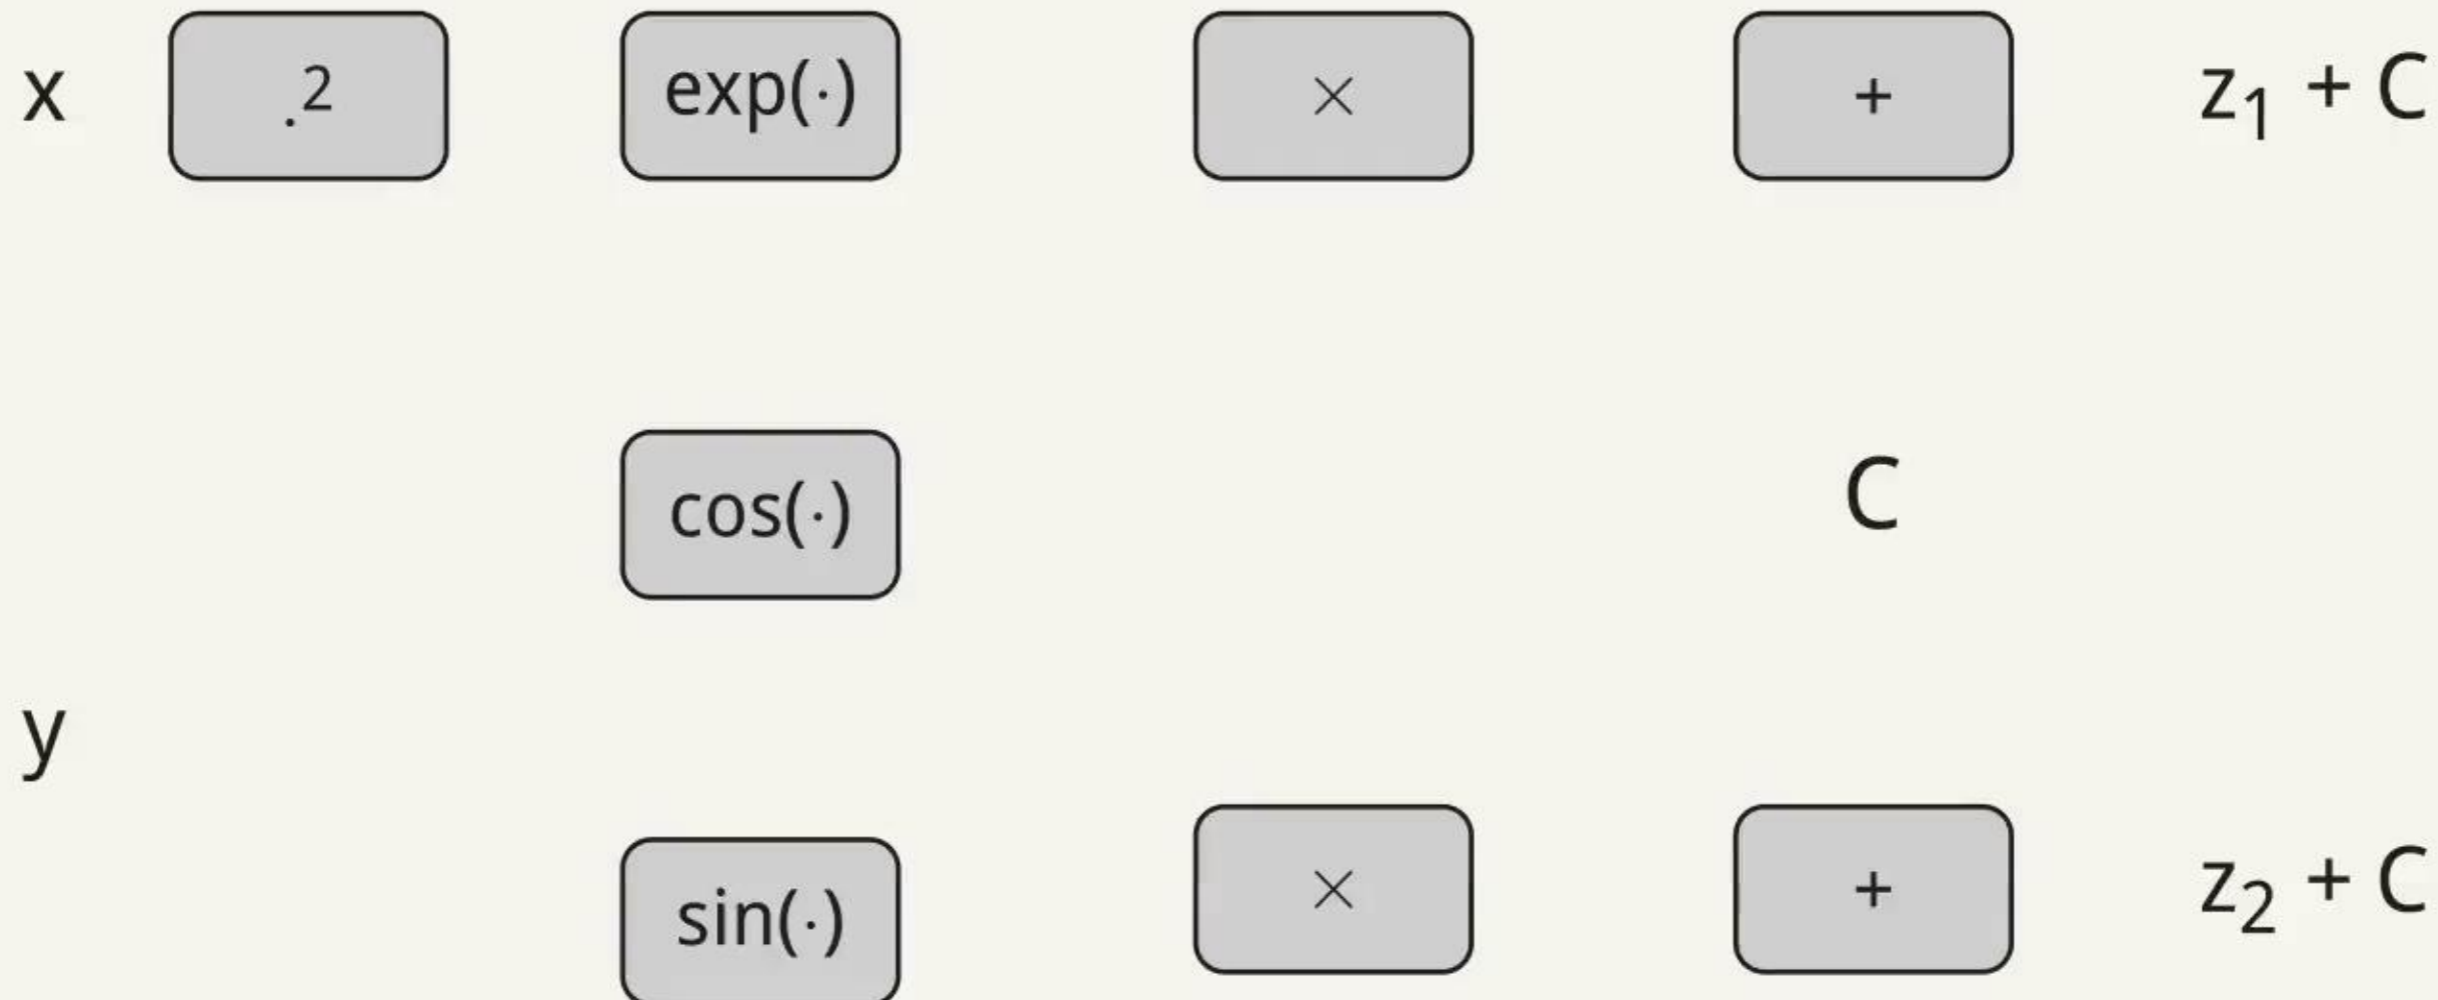 x .² exp(·) × + z₁ + C
cos(·) C
y
sin(·) × + z₂ + C